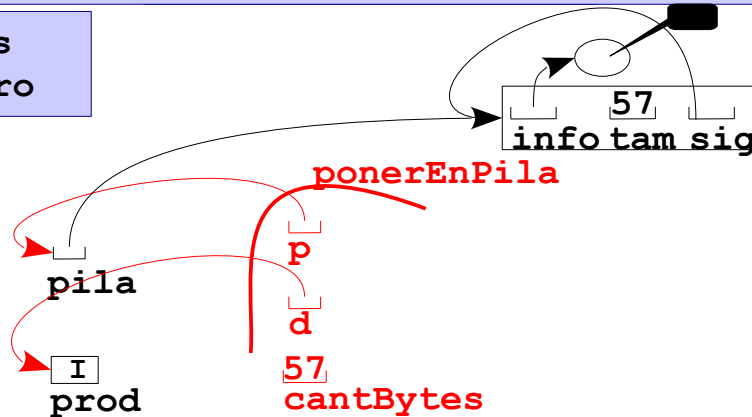 s
ro
57
info tam sig
ponerEnPila
p
pila
d
I
57
prod
cantBytes